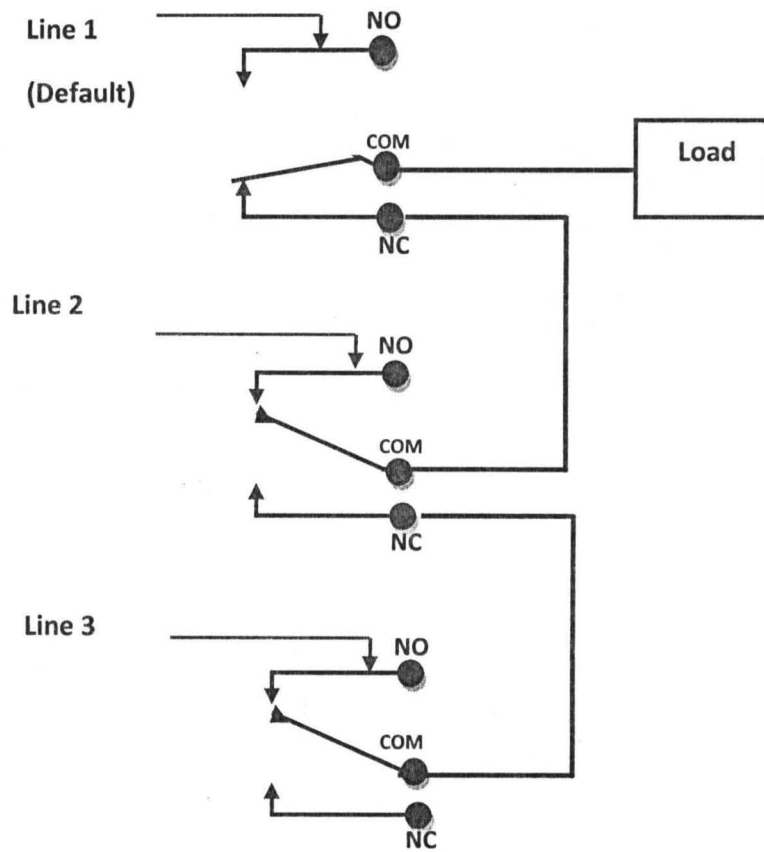 Line 1
NO
(Default)
COM
Load
NC
Line 2
NO
COM
NC
Line 3
NO
COM
NC